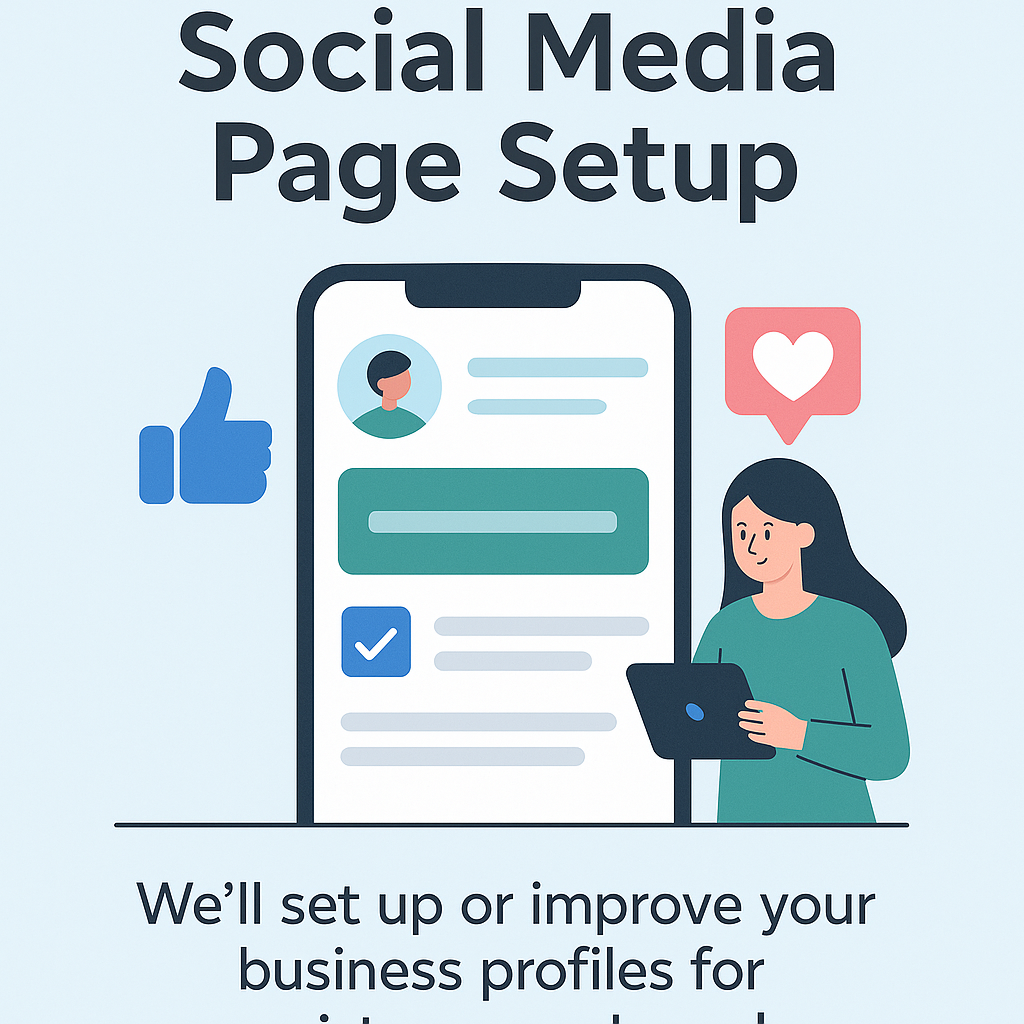 Social Media
Page Setup
We'll set up or improve your
business profiles for